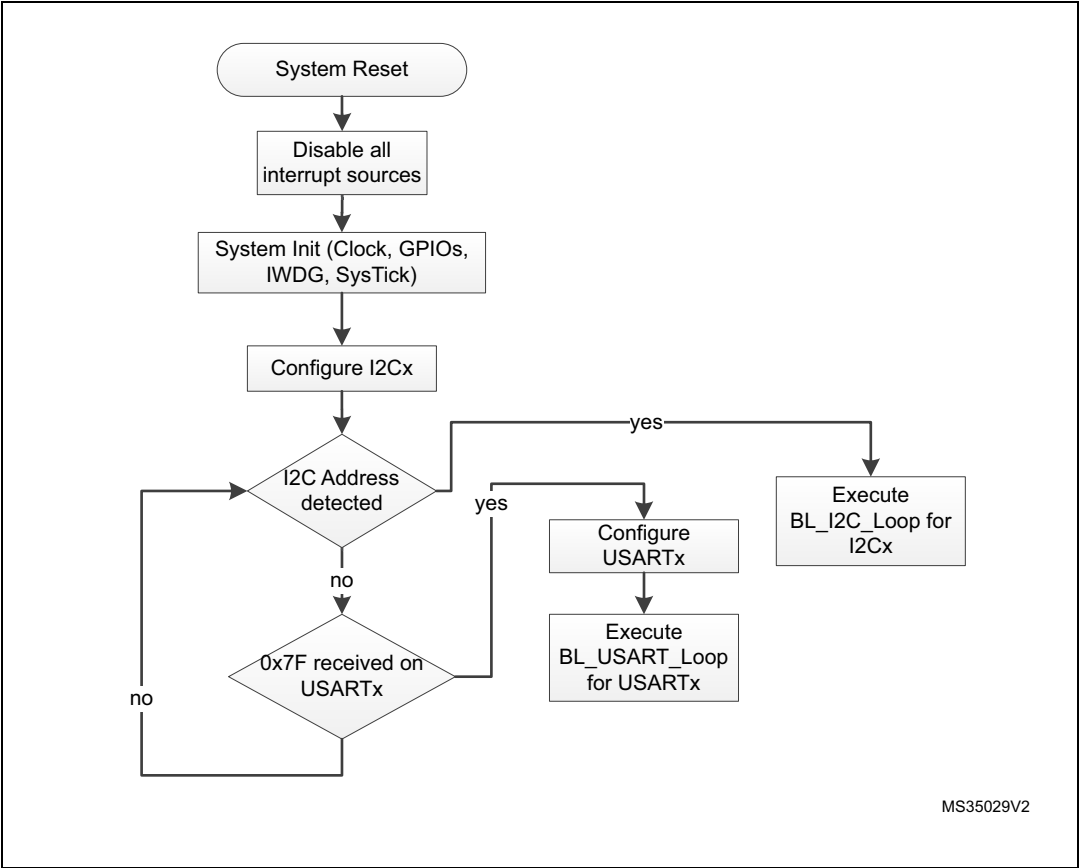 System Reset
Disable all
interrupt sources
System Init (Clock, GPIOs,
IWDG, SysTick)
Configure I2Cx
I2C Address
detected
yes
Execute
BL_I2C_Loop for
I2Cx
yes
Configure
USARTx
no
Execute
BL_USART_Loop
for USARTx
0x7F received on
USARTx
no
MS35029V2